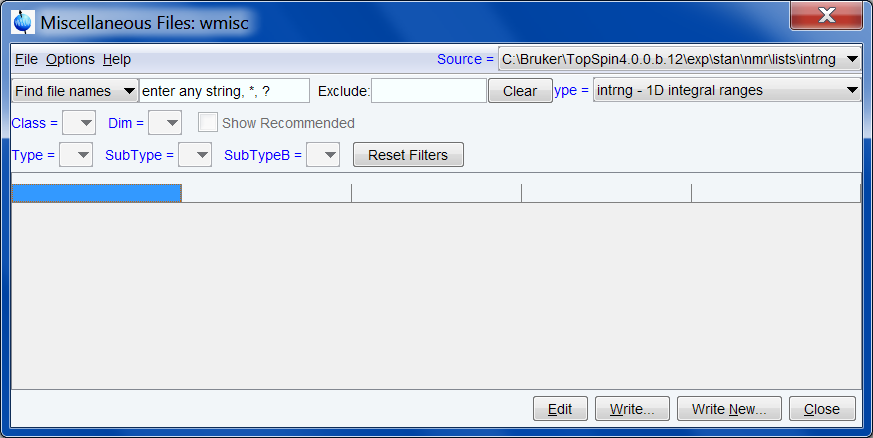 Miscellaneous Files: wmisc
File Options Help Source = C:\Bruker\TopSpin4.0.0.b.12\exp\stan\nmr\lists\intrng
Find file names enter any string, *, ? Exclude: Clear ype = intrng - 1D integral ranges
Class = Dim = Show Recommended
Type = SubType = SubTypeB = Reset Filters
Edit Write... Write New... Close